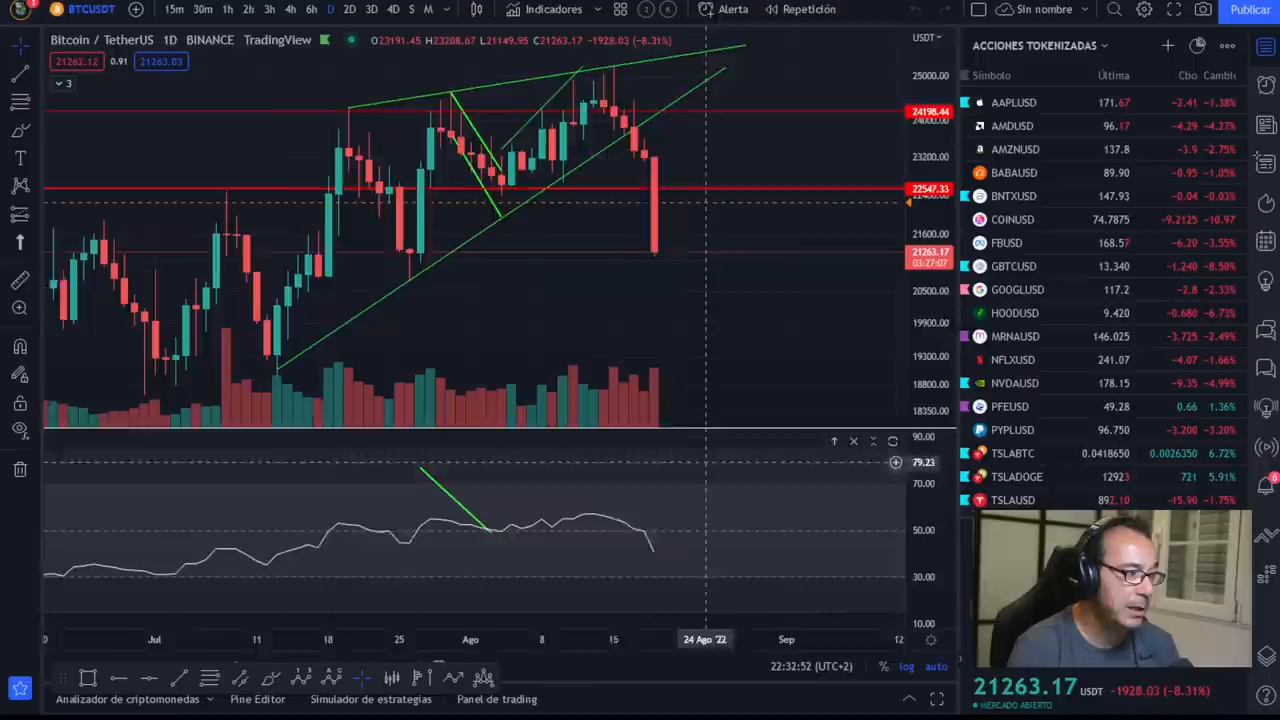 3 BTCUSDT 15m 30m 1h 2h 3h 4h 6h D 2D 3D 4D S M Indicadores 2 K Alerta Repetición Sin nombre Publicar
Bitcoin / TetherUS 1D BINANCE TradingView O23191.45 H23208.67 L21149.95 C21263.17 -1928.03 (-8.31%) USDT
21262.12 0.91 21263.03
3
25000.00
24198.44
24000.00
23200.00
22547.33
22400.00
21600.00
21263.17
03:27:07
20500.00
19900.00
19300.00
18800.00
18350.00
90.00
79.23
70.00
50.00
30.00
10.00
0 Jul 11 18 25 Ago 8 15 24 Ago '22 Sep 12
22:32:52 (UTC+2) % log auto
Analizador de criptomonedas Pine Editor Simulador de estrategias Panel de trading
ACCIONES TOKENIZADAS
Símbolo Última Cbo Cambic
AAPLUSD 171.67 -2.41 -1.38%
AMDUSD 96.17 -4.29 -4.27%
AMZNUSD 137.8 -3.9 -2.75%
BABAUSD 89.90 -0.95 -1.05%
BNTXUSD 147.93 -0.04 -0.03%
COINUSD 74.7875 -9.2125 -10.97
FBUSD 168.57 -6.20 -3.55%
GBTCUSD 13.340 -1.240 -8.50%
GOOGLUSD 117.2 -2.8 -2.33%
HOODUSD 9.420 -0.680 -6.73%
MRNAUSD 146.025 -3.725 -2.49%
NFLXUSD 241.07 -4.07 -1.66%
NVDAUSD 178.15 -9.35 -4.99%
PFEUSD 49.28 0.66 1.36%
PYPLUSD 96.750 -3.200 -3.20%
TSLABTC 0.0418650 0.0026350 6.72%
TSLADOGE 12923 721 5.91%
TSLAUSD 892.10 -15.90 -1.75%
6
21263.17 USDT -1928.03 (-8.31%)
MERCADO ABIERTO